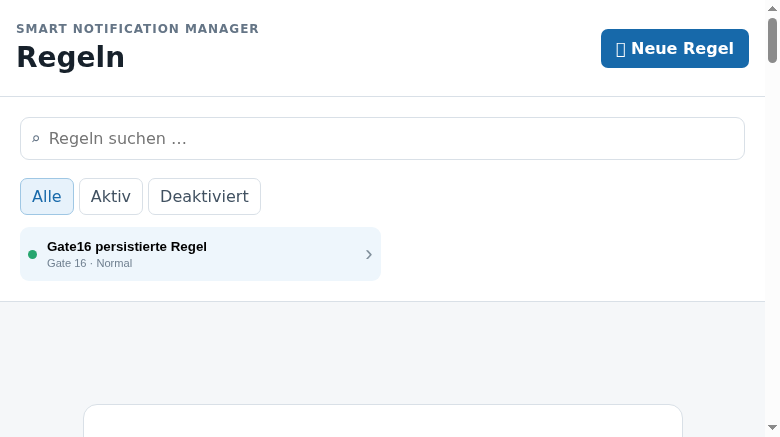 SMART NOTIFICATION MANAGER
Regeln
Neue Regel
Regeln suchen …
Alle
Aktiv
Deaktiviert
Gate16 persistierte Regel
Gate 16 · Normal